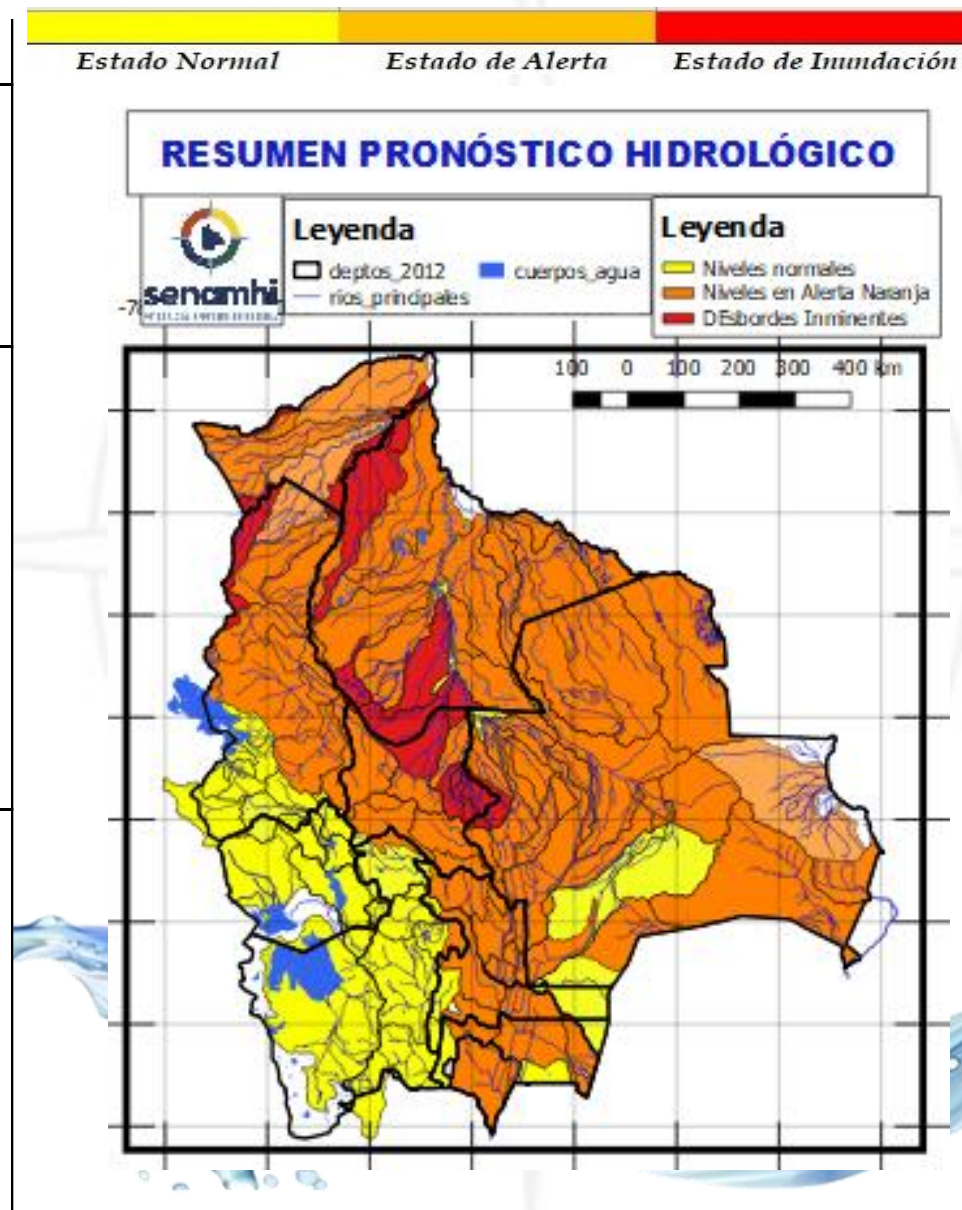 Estado Normal Estado de Alerta Estado de Inundación
RESUMEN PRONÓSTICO HIDROLÓGICO
senamhi
Leyenda
deptos_2012 cuerpos_agua
rios_principales
Leyenda
Niveles normales
Niveles en Alerta Naranja
DEsbordes Inminentes
100 0 100 200 300 400 km